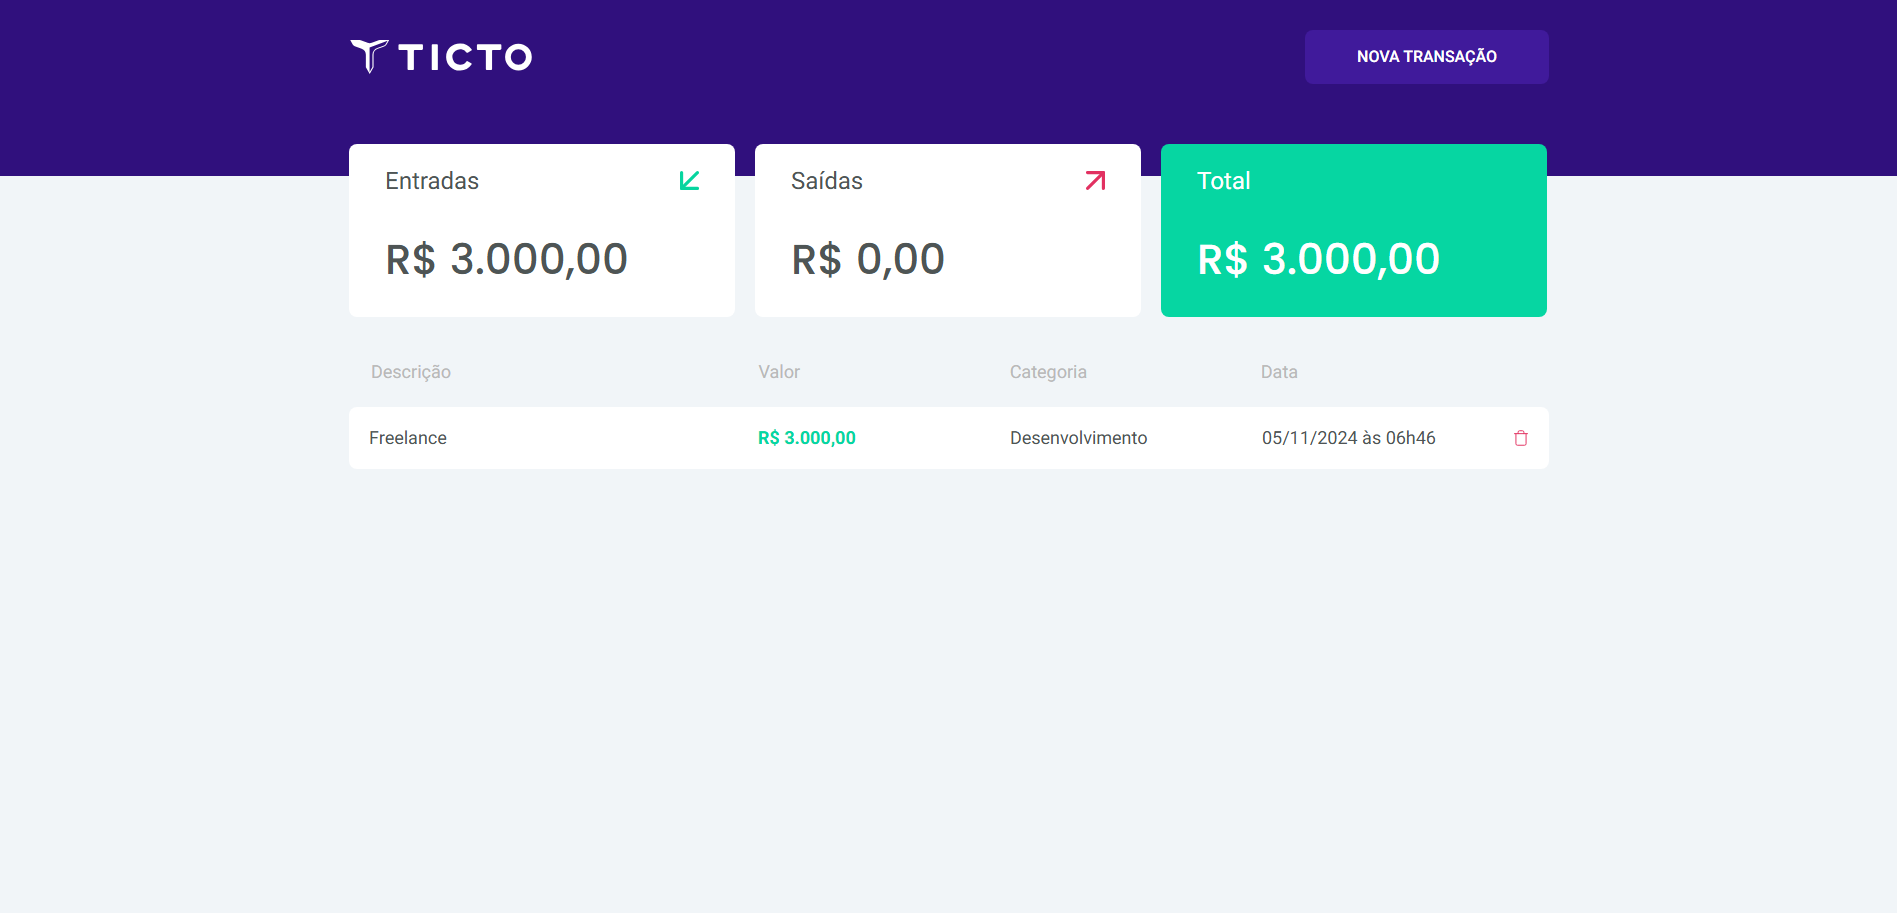 TICTO
NOVA TRANSAÇÃO
Entradas
R$ 3.000,00
Saídas
R$ 0,00
Total
R$ 3.000,00
Descrição Valor Categoria Data
Freelance R$ 3.000,00 Desenvolvimento 05/11/2024 às 06h46